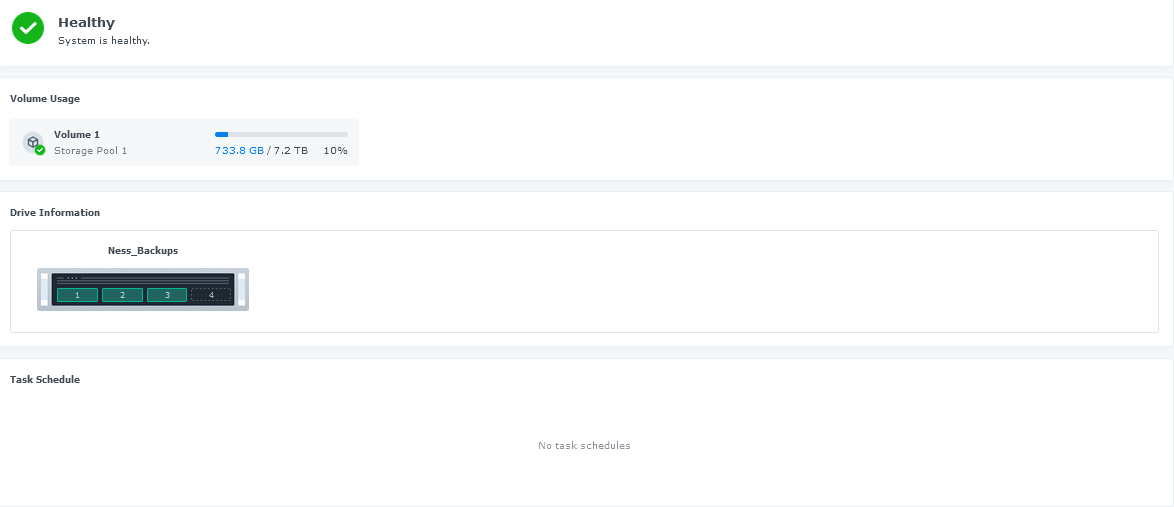 Healthy
System is healthy.
Volume Usage
Volume 1
Storage Pool 1
733.8 GB / 7.2 TB 10%
Drive Information
Ness_Backups
1 2 3 4
Task Schedule
No task schedules